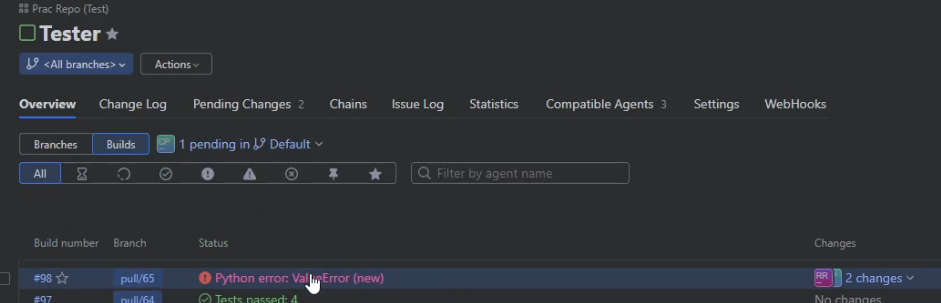 Prac Repo (Test)
Tester
<All branches> Actions
Overview Change Log Pending Changes 2 Chains Issue Log Statistics Compatible Agents 3 Settings WebHooks
Branches Builds CP 1 pending in Default
All Filter by agent name
Build number Branch Status Changes
#98 pull/65 Python error: ValueError (new) RR 2 changes
#97 pull/64 Tests passed: 4 No changes